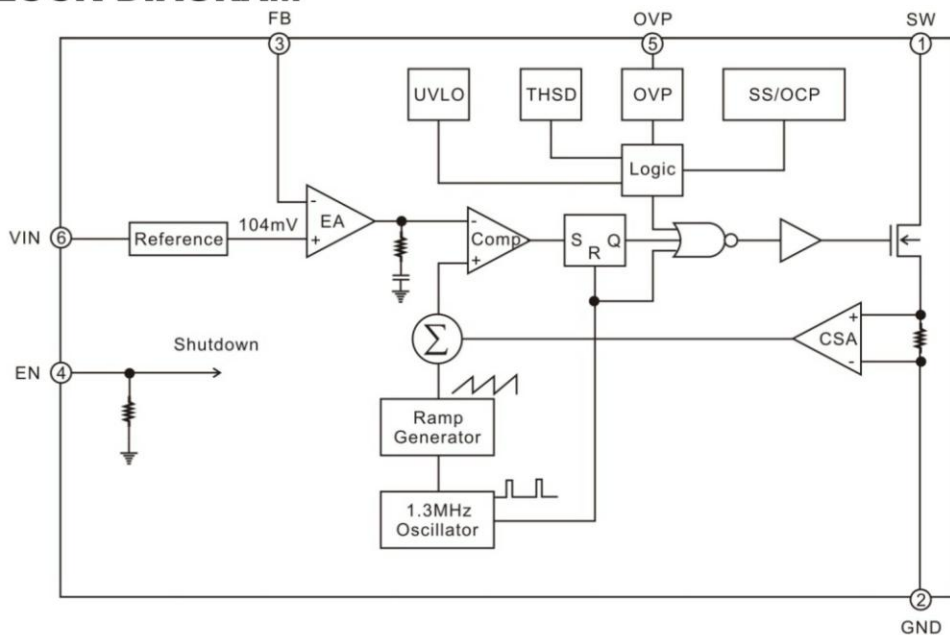 FB
OVP
SW
3
5
1
UVLO
THSD
OVP
SS/OCP
Logic
-
EA
+
104mV
VIN
6
Reference
-
Comp
+
S
R
Q
Σ
+
CSA
-
Shutdown
EN
4
Ramp
Generator
1.3MHz
Oscillator
2
GND